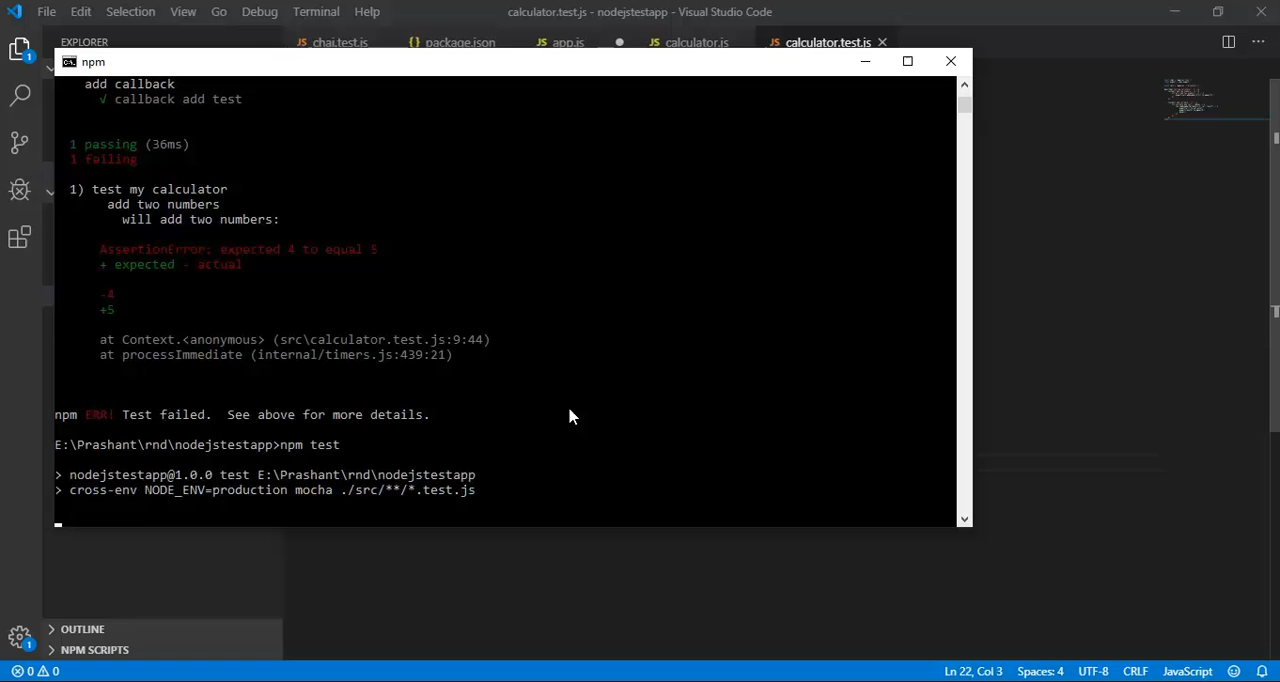 File Edit Selection View Go Debug Terminal Help calculator.test.js - nodejstestapp - Visual Studio Code
EXPLORER
JS chai.test.js {} package.json JS app.js JS calculator.js JS calculator.test.js
npm
add callback
√ callback add test
1 passing (36ms)
1 failing
1) test my calculator
add two numbers
will add two numbers:
AssertionError: expected 4 to equal 5
+ expected - actual
-4
+5
at Context.<anonymous> (src\calculator.test.js:9:44)
at processImmediate (internal/timers.js:439:21)
npm ERR! Test failed.  See above for more details.
E:\Prashant\rnd\nodejstestapp>npm test
> nodejstestapp@1.0.0 test E:\Prashant\rnd\nodejstestapp
> cross-env NODE_ENV=production mocha ./src/**/*.test.js
1
1
OUTLINE
NPM SCRIPTS
0 0 Ln 22, Col 3 Spaces: 4 UTF-8 CRLF JavaScript